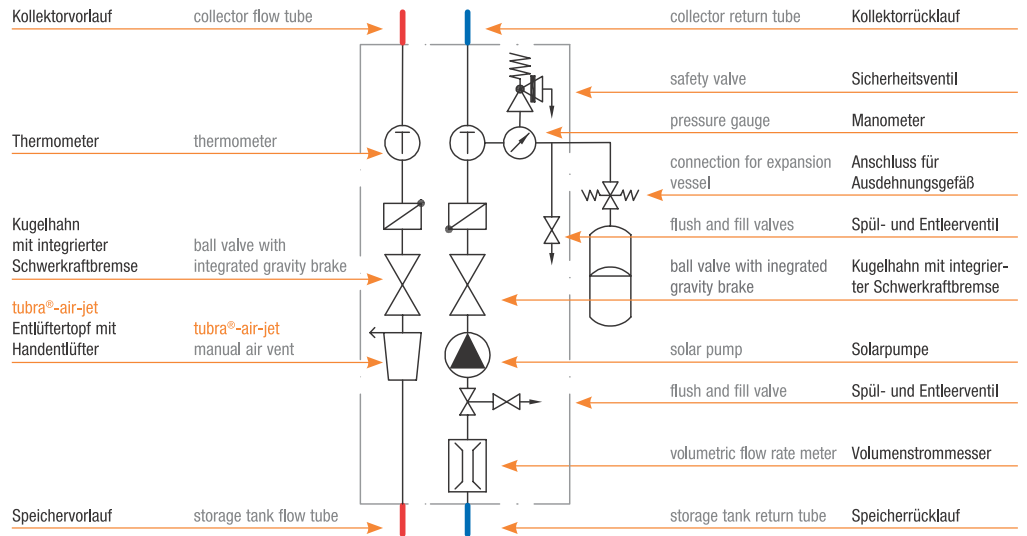 Kollektorvorlauf collector flow tube
collector return tube Kollektorrücklauf
safety valve Sicherheitsventil
pressure gauge Manometer
Thermometer thermometer
T T
connection for expansion Anschluss für
vessel Ausdehnungsgefäß
flush and fill valves Spül- und Entleerventil
Kugelhahn
mit integrierter ball valve with
Schwerkraftbremse integrated gravity brake
ball valve with inegrated Kugelhahn mit integrier-
gravity brake ter Schwerkraftbremse
tubra®-air-jet
Entlüftertopf mit tubra®-air-jet
Handentlüfter manual air vent
solar pump Solarpumpe
flush and fill valve Spül- und Entleerventil
volumetric flow rate meter Volumenstrommesser
Speichervorlauf storage tank flow tube
storage tank return tube Speicherrücklauf